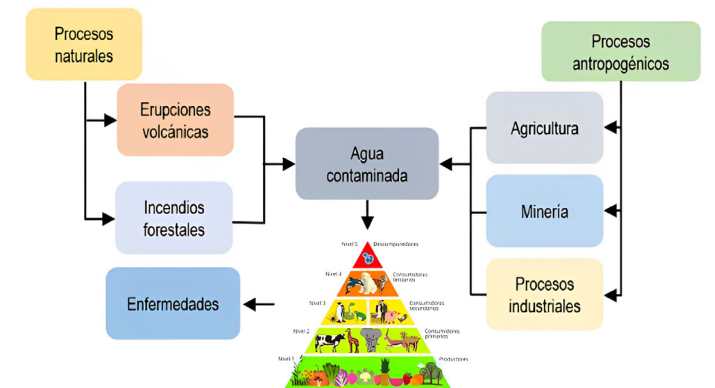 Procesos
naturales
Procesos
antropogénicos
Erupciones
volcánicas
Agricultura
Agua
contaminada
Incendios
forestales
Minería
Enfermedades
Procesos
industriales
Nivel 5
Descomponedores
Nivel 4
Consumidores
terciarios
Nivel 3
Consumidores
secundarios
Nivel 2
Consumidores
primarios
Nivel 1
Productores